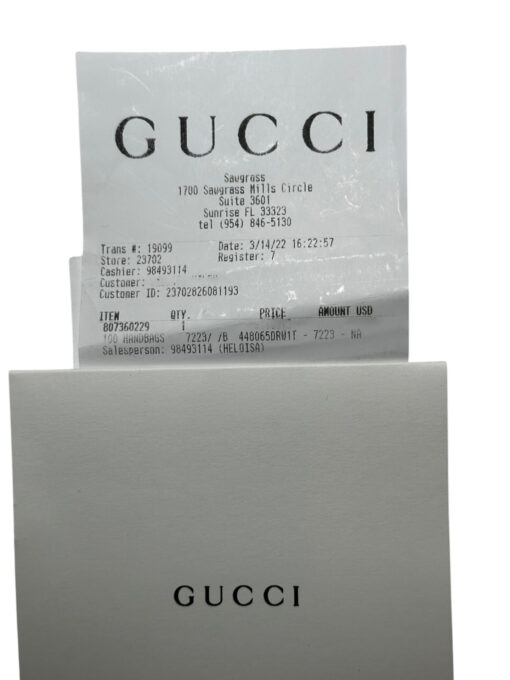 GUCCI
Sawgrass
1700 Sawgrass Mills Circle
Suite 3601
Sunrise FL 33323
tel (954) 846-5130
Trans #: 19099 Date: 3/14/22 16:22:57
Store: 23702 Register: 7
Cashier: 98493114
Customer:
Customer ID: 23702826081193
ITEM QTY. PRICE AMOUNT USD
807360229 1
100 HANDBAGS 7223/ /B 448065DRW1T - 7223 - NA
Salesperson: 98493114 (HELOISA)
GUCCI